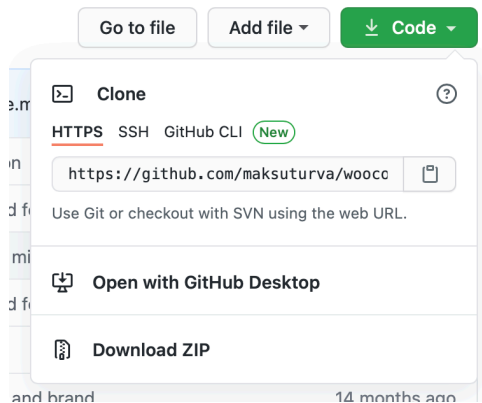 Go to file Add file Code
Clone
e.m
HTTPS SSH GitHub CLI New
on
https://github.com/maksuturva/wooco
d f
Use Git or checkout with SVN using the web URL.
mi
Open with GitHub Desktop
d f
Download ZIP
and brand 14 months ago